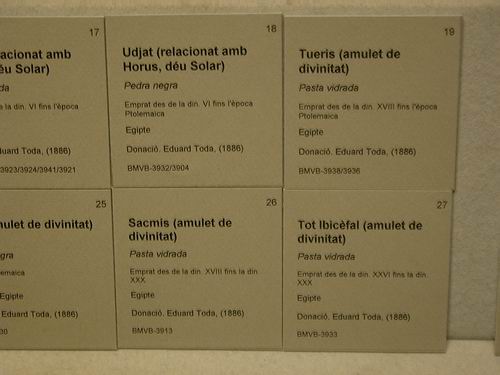 17
acionat amb
éu Solar)
da
s la din. VI fins l'època
duard Toda, (1886)
3923/3924/3941/3921
18
Udjat (relacionat amb
Horus, déu Solar)
Pedra negra
Emprat des de la din. VI fins l'època
Ptolemaica
Egipte
Donació. Eduard Toda, (1886)
BMVB-3932/3904
19
Tueris (amulet de
divinitat)
Pasta vidrada
Emprat des de la din. XVIII fins l'època
Ptolemaica
Egipte
Donació. Eduard Toda, (1886)
BMVB-3938/3936
25
mulet de divinitat)
gra
emaica
Egipte
Eduard Toda, (1886)
30
26
Sacmis (amulet de
divinitat)
Pasta vidrada
Emprat des de la din. XVIII fins la din.
XXX
Egipte
Donació. Eduard Toda, (1886)
BMVB-3913
27
Tot Ibicèfal (amulet de
divinitat)
Pasta vidrada
Emprat des de la din. XXVI fins la din.
XXX
Egipte
Donació. Eduard Toda, (1886)
BMVB-3933